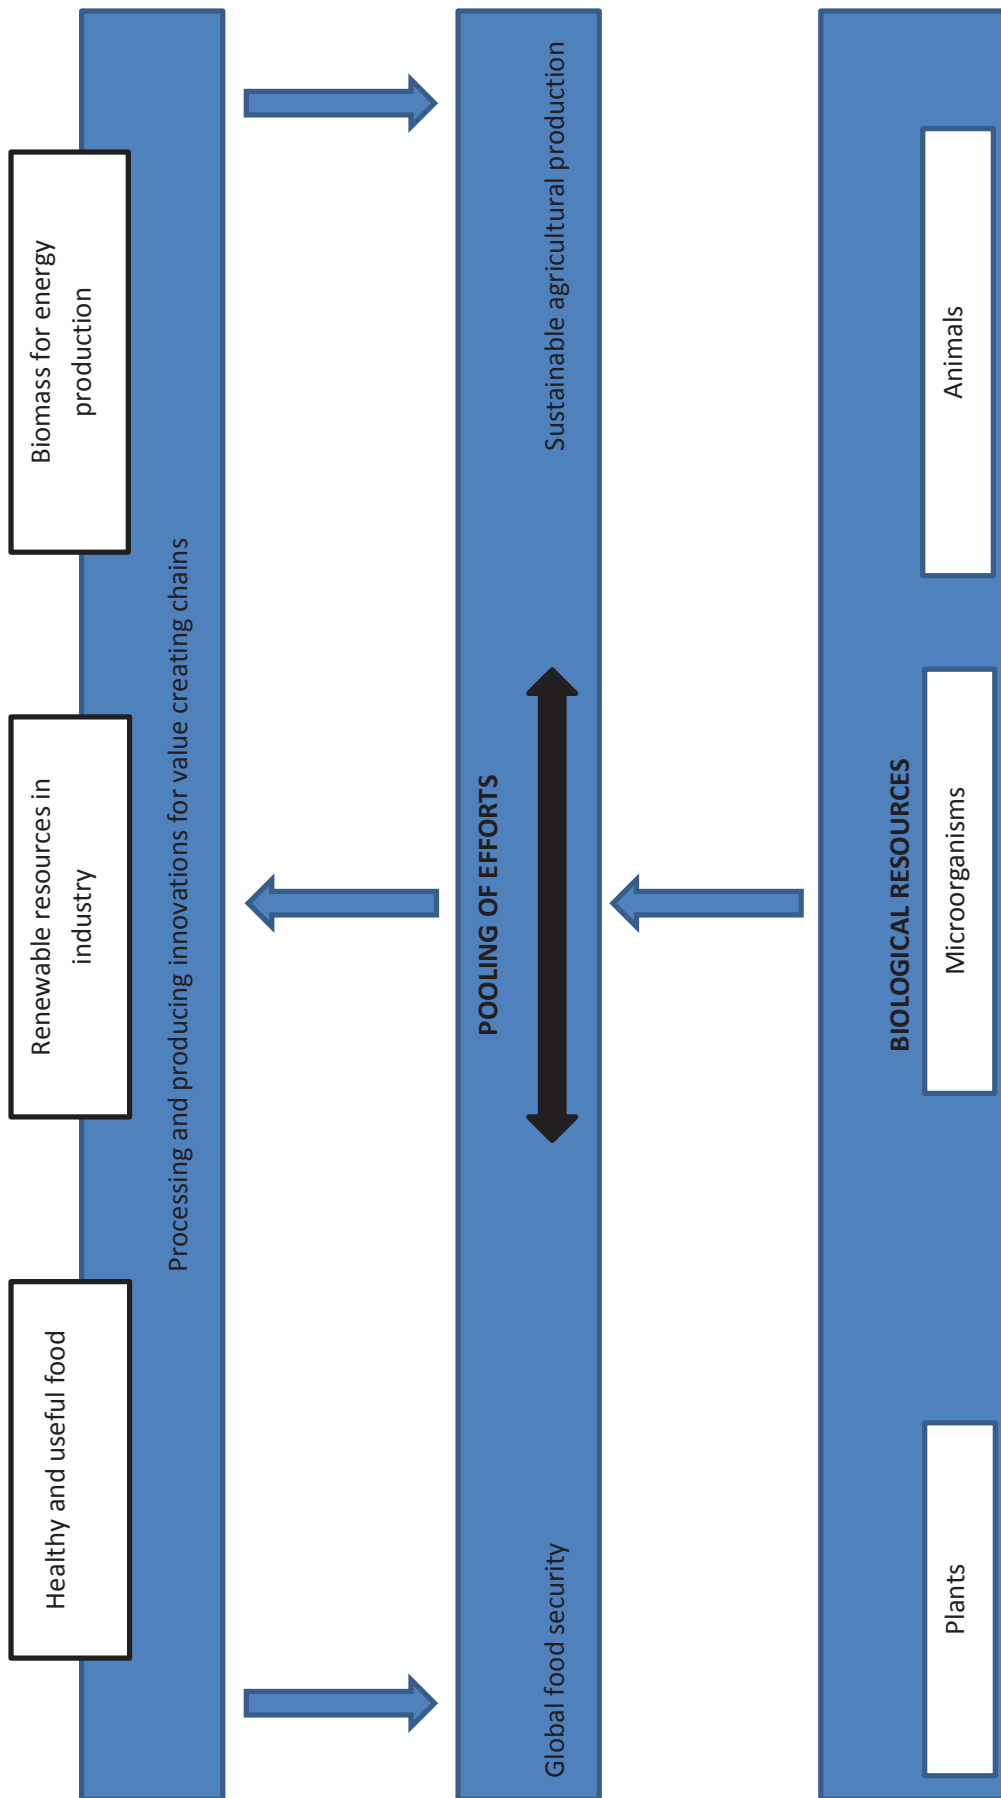 Healthy and useful food
Renewable resources in
industry
Biomass for energy
production
Processing and producing innovations for value creating chains
POOLING OF EFFORTS
Global food security
Sustainable agricultural production
BIOLOGICAL RESOURCES
Plants
Microorganisms
Animals